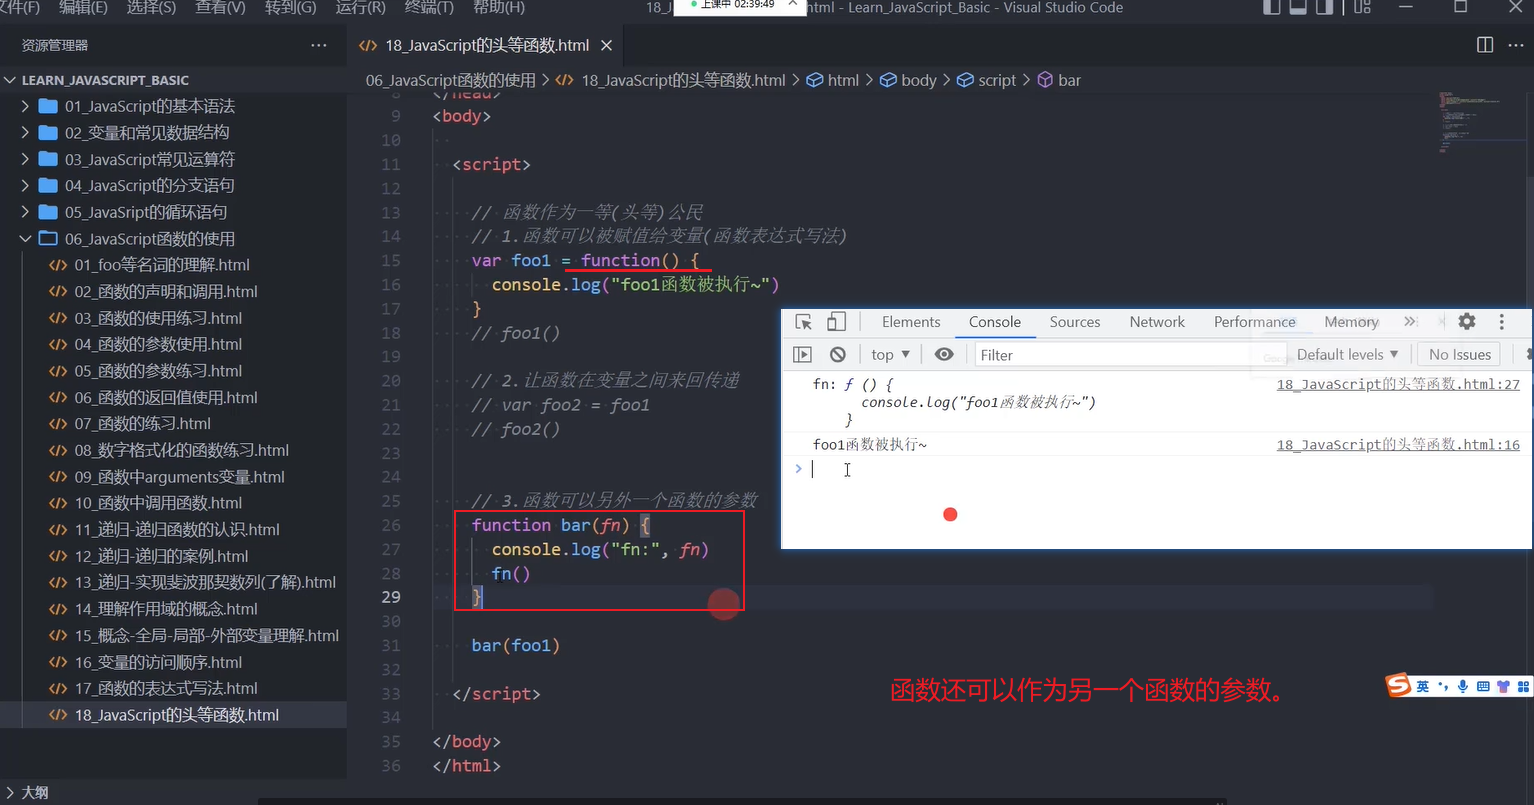 文件(F) 编辑(E) 选择(S) 查看(V) 转到(G) 运行(R) 终端(T) 帮助(H)
上课中 02:39:49
html - Learn_JavaScript_Basic - Visual Studio Code
资源管理器
18_JavaScript的头等函数.html
LEARN_JAVASCRIPT_BASIC
01_JavaScript的基本语法
02_变量和常见数据结构
03_JavaScript常见运算符
04_JavaScript的分支语句
05_JavaSript的循环语句
06_JavaScript函数的使用
01_foo等名词的理解.html
02_函数的声明和调用.html
03_函数的使用练习.html
04_函数的参数使用.html
05_函数的参数练习.html
06_函数的返回值使用.html
07_函数的练习.html
08_数字格式化的函数练习.html
09_函数中arguments变量.html
10_函数中调用函数.html
11_递归-递归函数的认识.html
12_递归-递归的案例.html
13_递归-实现斐波那契数列(了解).html
14_理解作用域的概念.html
15_概念-全局-局部-外部变量理解.html
16_变量的访问顺序.html
17_函数的表达式写法.html
18_JavaScript的头等函数.html
大纲
06_JavaScript函数的使用 > 18_JavaScript的头等函数.html > html > body > script > bar
8 </head>
9 <body>
10
11 <script>
12
13 // 函数作为一等(头等)公民
14 // 1.函数可以被赋值给变量(函数表达式写法)
15 var foo1 = function() {
16 console.log("foo1函数被执行~")
17 }
18 // foo1()
19
20 // 2.让函数在变量之间来回传递
21 // var foo2 = foo1
22 // foo2()
23
24
25 // 3.函数可以另外一个函数的参数
26 function bar(fn) {
27 console.log("fn:", fn)
28 fn()
29 }
30
31 bar(foo1)
32
33 </script>
34
35 </body>
36 </html>
Elements Console Sources Network Performance Memory
top Filter Default levels No Issues
fn: ƒ () { 18_JavaScript的头等函数.html:27
console.log("foo1函数被执行~")
}
foo1函数被执行~ 18_JavaScript的头等函数.html:16
函数还可以作为另一个函数的参数。
英